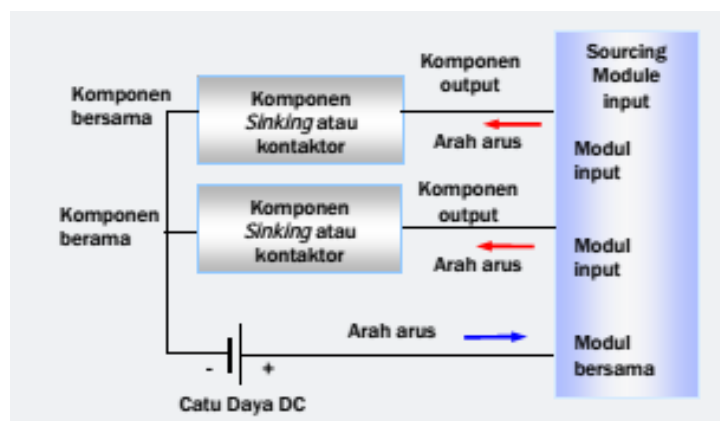 Sourcing
Module
input
Komponen
output
Komponen
bersama
Komponen
Sinking atau
kontaktor
Arah arus
Modul
input
Komponen
output
Komponen
berama
Komponen
Sinking atau
kontaktor
Arah arus
Modul
input
Arah arus
Modul
bersama
- +
Catu Daya DC